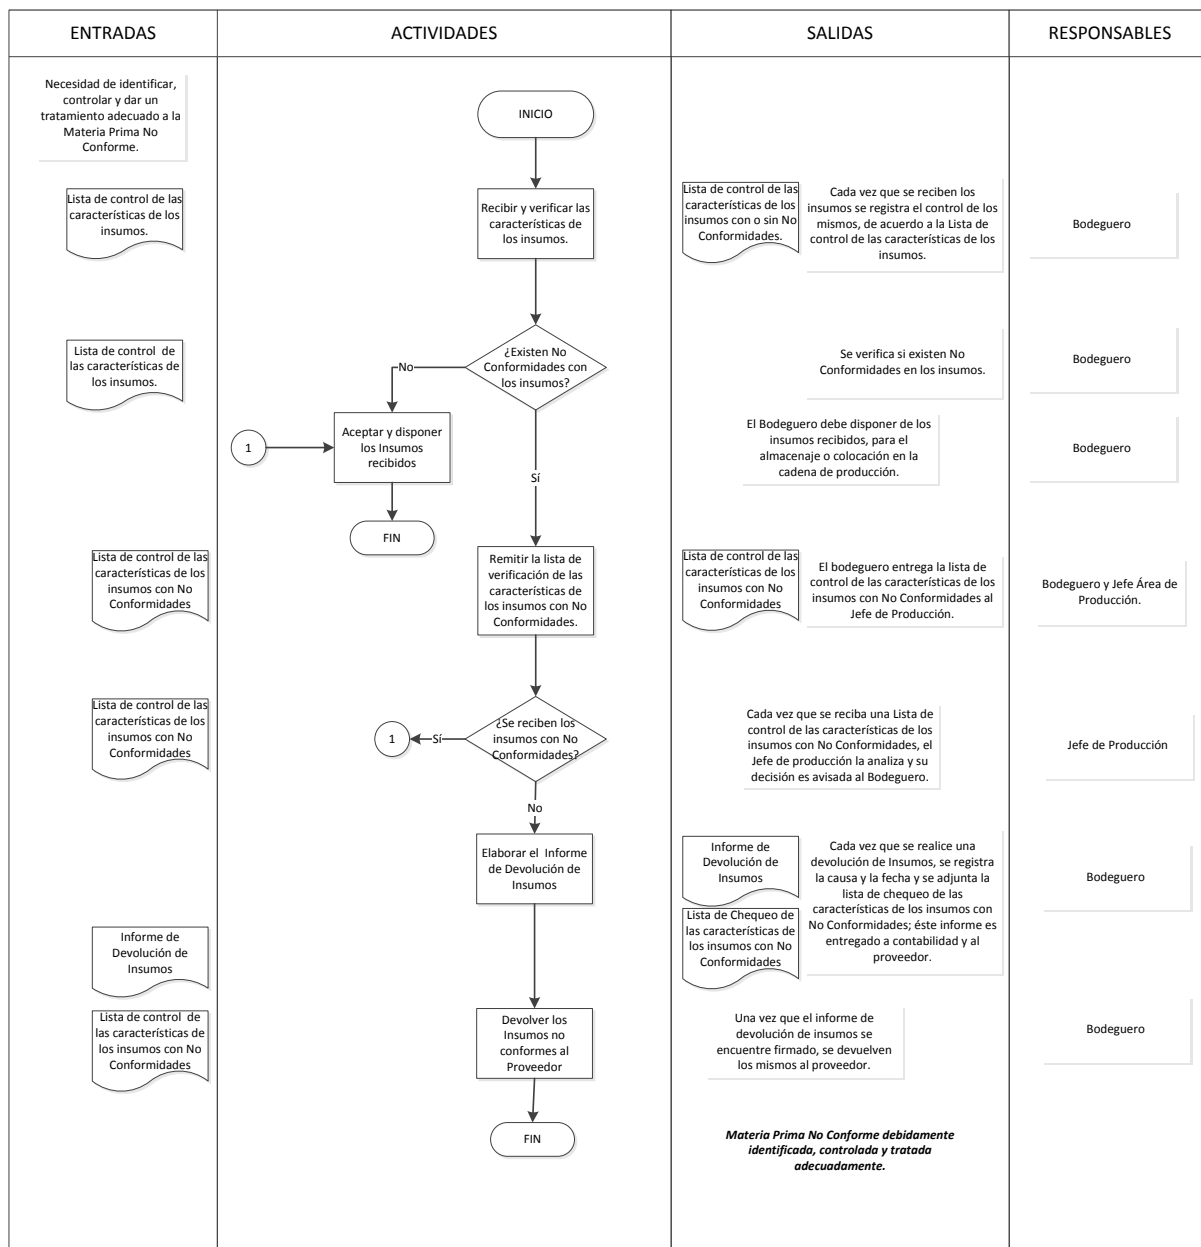 ENTRADAS
ACTIVIDADES
SALIDAS
RESPONSABLES
Necesidad de identificar,
controlar y dar un
tratamiento adecuado a la
Materia Prima No
Conforme.
INICIO
Lista de control de las
características de los
insumos.
Recibir y verificar las
características de
los insumos.
Lista de control de las
características de los
insumos con o sin No
Conformidades.
Cada vez que se reciben los
insumos se registra el control de los
mismos, de acuerdo a la Lista de
control de las características de los
insumos.
Bodeguero
Lista de control de
las características de
los insumos.
¿Existen No
Conformidades con
los insumos?
No
Sí
Se verifica si existen No
Conformidades en los insumos.
Bodeguero
1
Aceptar y disponer
los Insumos
recibidos
El Bodeguero debe disponer de los
insumos recibidos, para el
almacenaje o colocación en la
cadena de producción.
Bodeguero
FIN
Lista de control de las
características de los
insumos con No
Conformidades
Remitir la lista de
verificación de las
características de
los insumos con No
Conformidades.
Lista de control de las
características de los
insumos con No
Conformidades
El bodeguero entrega la lista de
control de las características de los
insumos con No Conformidades al
Jefe de Producción.
Bodeguero y Jefe Área de
Producción.
Lista de control de las
características de los
insumos con No
Conformidades
1
Sí
¿Se reciben los
insumos con No
Conformidades?
No
Cada vez que se reciba una Lista de
control de las características de los
insumos con No Conformidades, el
Jefe de producción la analiza y su
decisión es avisada al Bodeguero.
Jefe de Producción
Elaborar el Informe
de Devolución de
Insumos
Informe de
Devolución de
Insumos
Lista de Chequeo de
las características de
los insumos con No
Conformidades
Cada vez que se realice una
devolución de Insumos, se registra
la causa y la fecha y se adjunta la
lista de chequeo de las
características de los insumos con
No Conformidades; éste informe es
entregado a contabilidad y al
proveedor.
Bodeguero
Informe de
Devolución de
Insumos
Lista de control de
las características de
los insumos con No
Conformidades
Devolver los
Insumos no
conformes al
Proveedor
Una vez que el informe de
devolución de insumos se
encuentre firmado, se devuelven
los mismos al proveedor.
Bodeguero
FIN
Materia Prima No Conforme debidamente
identificada, controlada y tratada
adecuadamente.